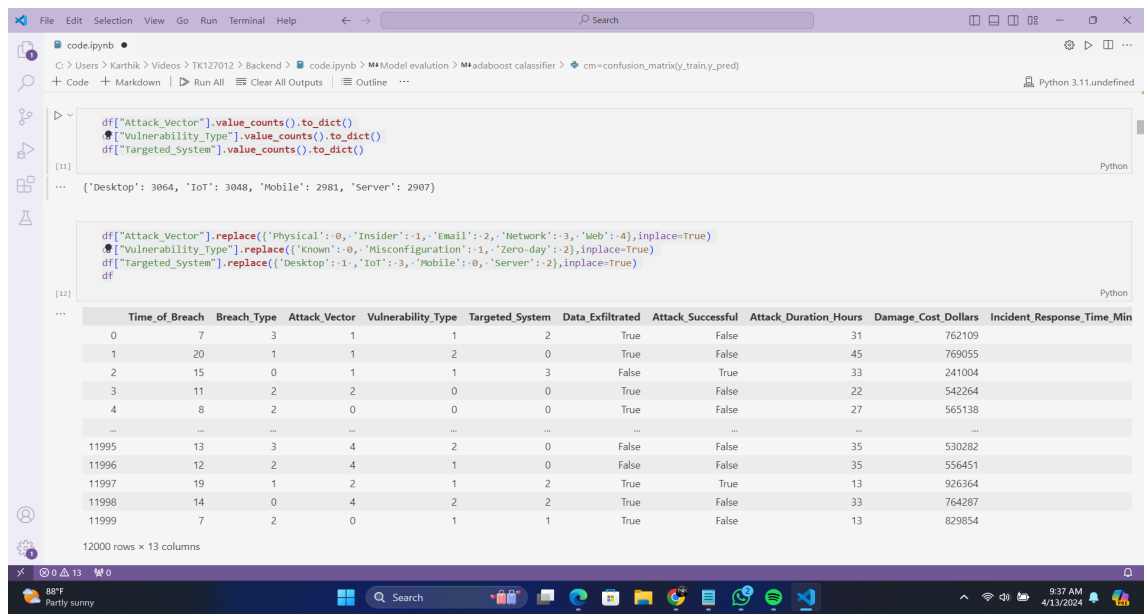 File Edit Selection View Go Run Terminal Help Search
code.ipynb
C: > Users > Karthik > Videos > TK127012 > Backend > code.ipynb > M↓Model evalution > M↓adaboost calassifier > cm=confusion_matrix(y_train,y_pred)
+ Code + Markdown Run All Clear All Outputs Outline ... Python 3.11.undefined
df["Attack_Vector"].value_counts().to_dict()
df["Vulnerability_Type"].value_counts().to_dict()
df["Targeted_System"].value_counts().to_dict()
[11] Python
... {'Desktop': 3064, 'IoT': 3048, 'Mobile': 2981, 'Server': 2907}
df["Attack_Vector"].replace({'Physical':·0,·'Insider':·1,·'Email':·2,·'Network':·3,·'Web':·4},inplace=True)
df["Vulnerability_Type"].replace({'Known':·0,·'Misconfiguration':·1,·'Zero-day':·2},inplace=True)
df["Targeted_System"].replace({'Desktop':·1·,'IoT':·3,·'Mobile':·0,·'Server':·2},inplace=True)
df
[12] Python
... Time_of_Breach Breach_Type Attack_Vector Vulnerability_Type Targeted_System Data_Exfiltrated Attack_Successful Attack_Duration_Hours Damage_Cost_Dollars Incident_Response_Time_Min
0 7 3 1 1 2 True False 31 762109
1 20 1 1 2 0 True False 45 769055
2 15 0 1 1 3 False True 33 241004
3 11 2 2 0 0 True False 22 542264
4 8 2 0 0 0 True False 27 565138
... ... ... ... ... ... ... ... ... ...
11995 13 3 4 2 0 False False 35 530282
11996 12 2 4 1 0 False False 35 556451
11997 19 1 2 1 2 True True 13 926364
11998 14 0 4 2 2 True False 33 764287
11999 7 2 0 1 1 True False 13 829854
12000 rows × 13 columns
0 13 0
88°F
Partly sunny
Search
9:37 AM
4/13/2024